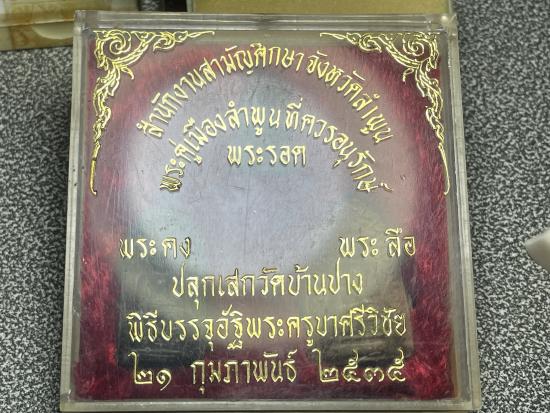 สำนักงานสามัญศึกษา จังหวัดลำพูน
พระคู่เมืองลำพูนที่ควรอนุรักษ์
พระรอด
พระคง พระลือ
ปลุกเสกวัดบ้านปาง
พิธีบรรจุอัฐิพระครูบาศรีวิชัย
๒๑ กุมภาพันธ์ ๒๕๓๕